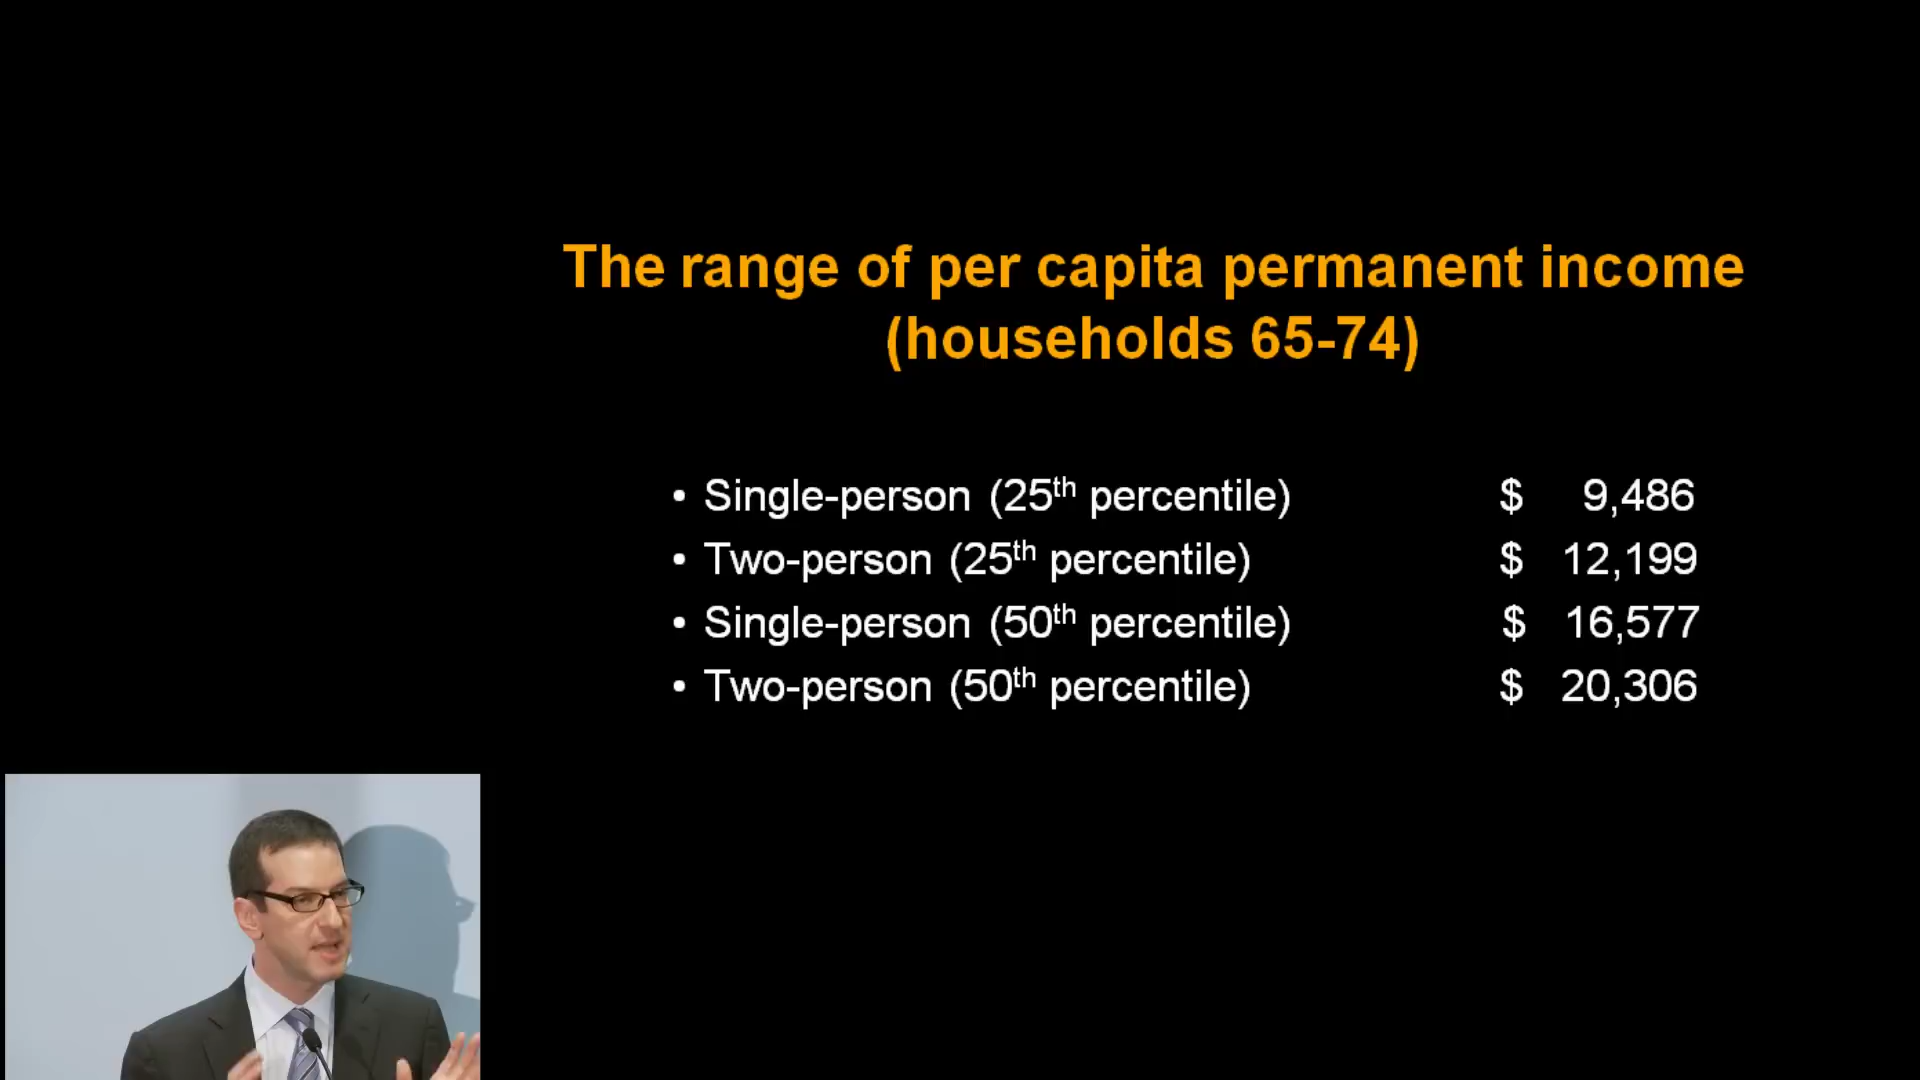 The range of per capita permanent income
(households 65-74)
• Single-person (25th percentile) $ 9,486
• Two-person (25th percentile) $ 12,199
• Single-person (50th percentile) $ 16,577
• Two-person (50th percentile) $ 20,306